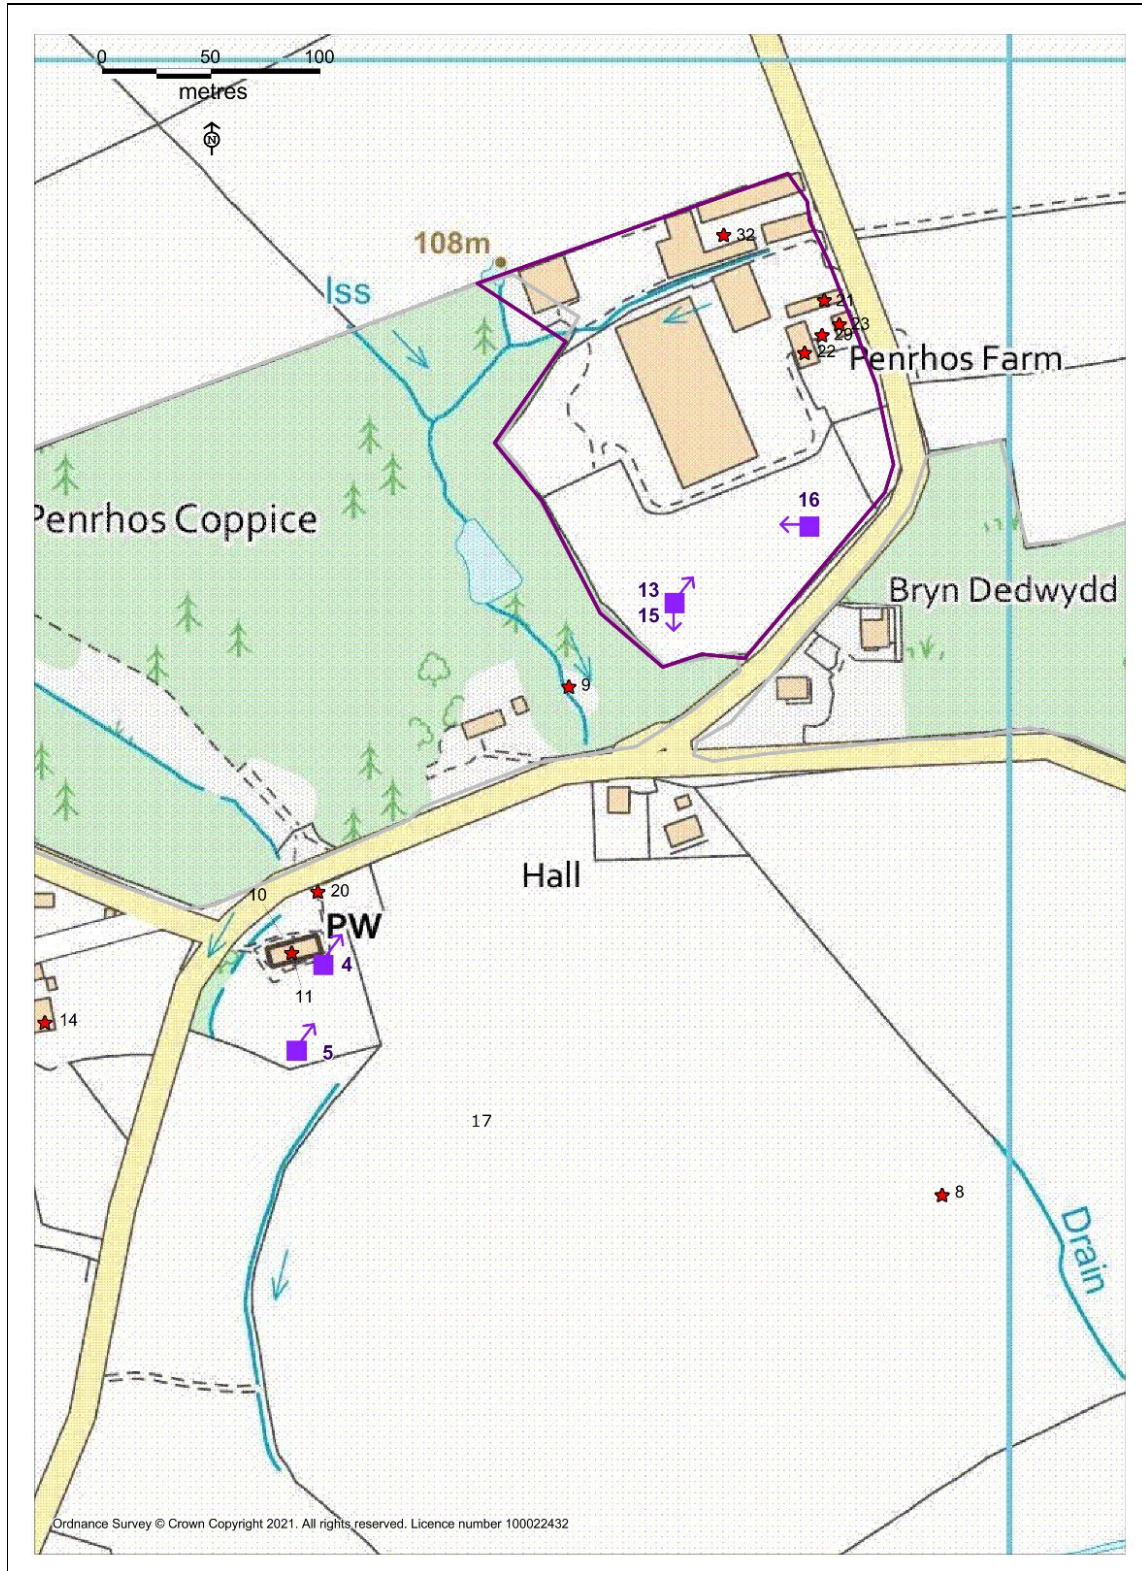 0 50 100
metres
N
108m
32
Iss
21
23
29
22
Penrhos Farm
16
Penrhos Coppice
13
15
Bryn Dedwydd
9
Hall
10
20
PW
4
11
14
5
17
8
Drain
Ordnance Survey © Crown Copyright 2021. All rights reserved. Licence number 100022432